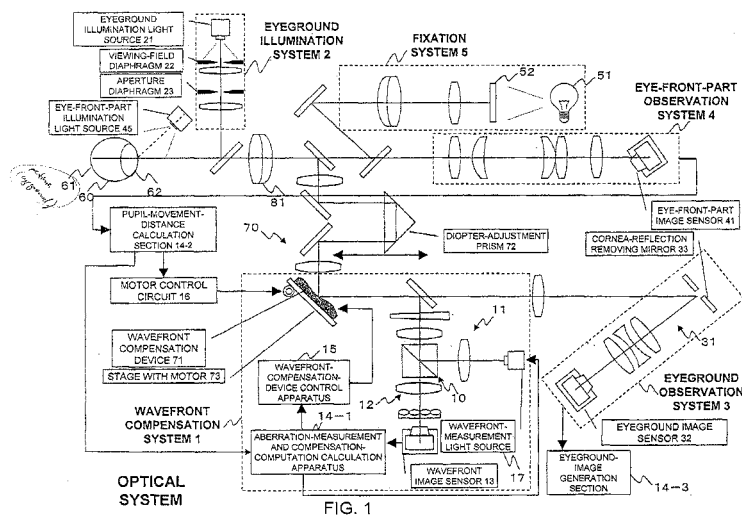 EYEGROUND
ILLUMINATION LIGHT
SOURCE 21
EYEGROUND
ILLUMINATION
SYSTEM 2
VIEWING-FIELD
DIAPHRAGM 22
APERTURE
DIAPHRAGM 23
EYE-FRONT-PART
ILLUMINATION
LIGHT SOURCE 45
FIXATION
SYSTEM 5
52
51
EYE-FRONT-PART
OBSERVATION
SYSTEM 4
61
60
62
81
70
EYE-FRONT-PART
IMAGE SENSOR 41
CORNEA-REFLECTION
REMOVING MIRROR 33
PUPIL-MOVEMENT-
DISTANCE
CALCULATION
SECTION 14-2
DIOPTER-ADJUSTMENT
PRISM 72
MOTOR CONTROL
CIRCUIT 16
WAVEFRONT
COMPENSATION
DEVICE 71
STAGE WITH MOTOR 73
15
11
31
WAVEFRONT-
COMPENSATION-
DEVICE CONTROL
APPARATUS
10
12
WAVEFRONT
COMPENSATION
SYSTEM 1
14-1
ABERRATION-MEASUREMENT
AND COMPENSATION-
COMPUTATION CALCULATION
APPARATUS
WAVEFRONT-
MEASUREMENT
LIGHT SOURCE
17
WAVEFRONT
IMAGE SENSOR 13
EYEGROUND
OBSERVATION
SYSTEM 3
EYEGROUND IMAGE
SENSOR 32
EYEGROUND-
IMAGE
GENERATION
SECTION
14-3
OPTICAL
SYSTEM
FIG. 1